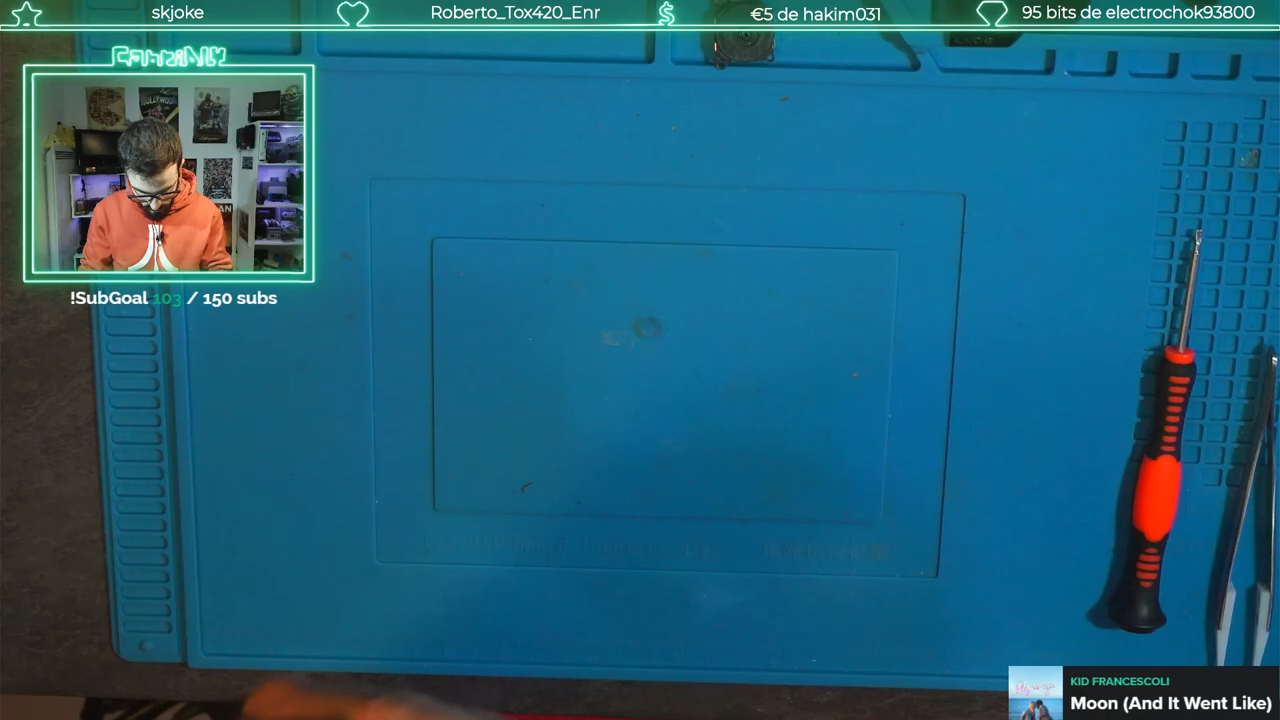 skjoke
Roberto_Tox420_Enr
€5 de hakim031
95 bits de electrochok93800
HOLLYWOOD
!SubGoal 103 / 150 subs
KID FRANCESCOLI
Moon (And It Went Like)